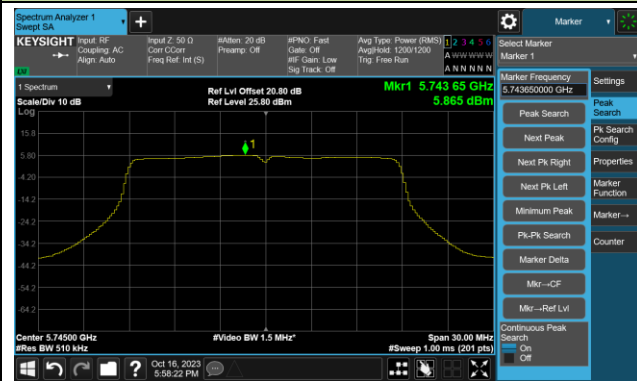 Spectrum Analyzer 1
Swept SA
Marker
KEYSIGHT
Input: RF
Coupling: AC
Align: Auto
Input Z: 50 Ω
Corr CCorr
Freq Ref: Int (S)
#Atten: 20 dB
Preamp: Off
#PNO: Fast
Gate: Off
#IF Gain: Low
Sig Track: Off
Avg Type: Power (RMS)
Avg|Hold: 1200/1200
Trig: Free Run
1 2 3 4 5 6
A W W W W W
A N N N N N
LXI
Select Marker
Marker 1
1 Spectrum
Scale/Div 10 dB
Log
Ref Lvl Offset 20.80 dB
Ref Level 25.80 dBm
Mkr1 5.743 65 GHz
5.865 dBm
15.8
5.80
-4.20
-14.2
-24.2
-34.2
-44.2
-54.2
-64.2
1
Center 5.74500 GHz
#Res BW 510 kHz
#Video BW 1.5 MHz*
Span 30.00 MHz
#Sweep 1.00 ms (201 pts)
Marker Frequency
5.743650000 GHz
Peak Search
Next Peak
Next Pk Right
Next Pk Left
Minimum Peak
Pk-Pk Search
Marker Delta
Mkr→CF
Mkr→Ref Lvl
Continuous Peak
Search
On
Off
Settings
Peak
Search
Pk Search
Config
Properties
Marker
Function
Marker→
Counter
?
Oct 16, 2023
5:58:22 PM